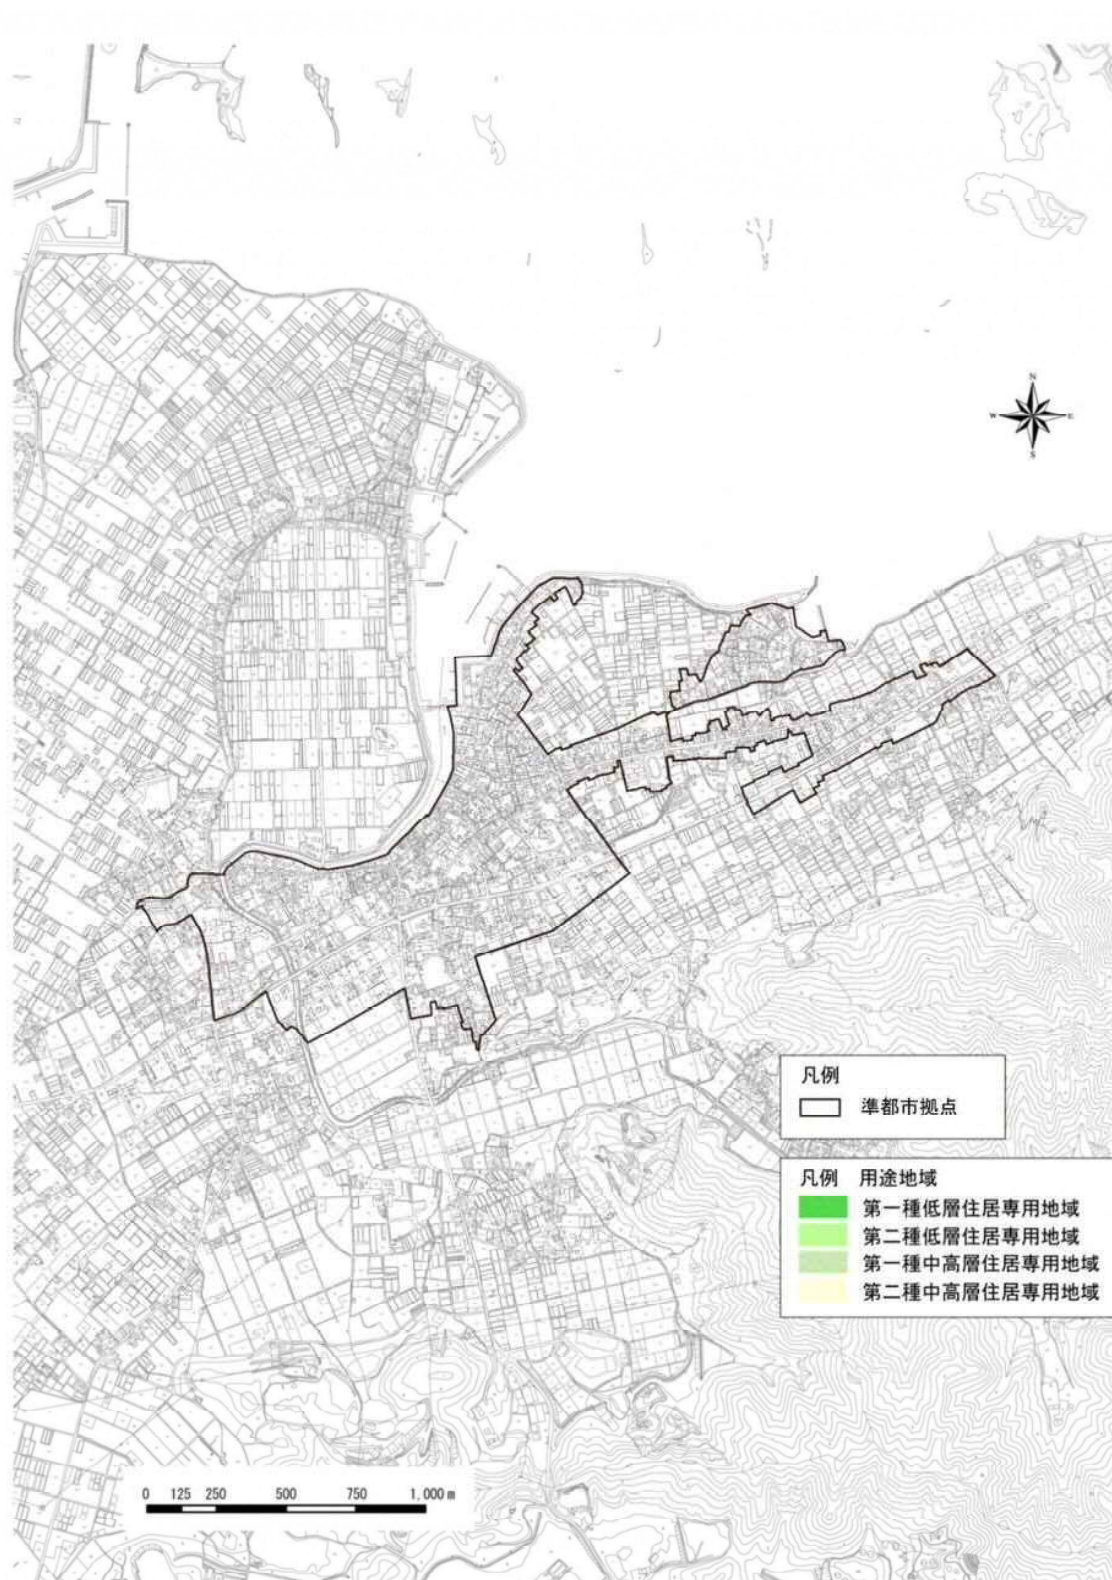 N
W E
S
凡例
準都市拠点
凡例 用途地域
第一種低層住居専用地域
第二種低層住居専用地域
第一種中高層住居専用地域
第二種中高層住居専用地域
0 125 250 500 750 1,000 m